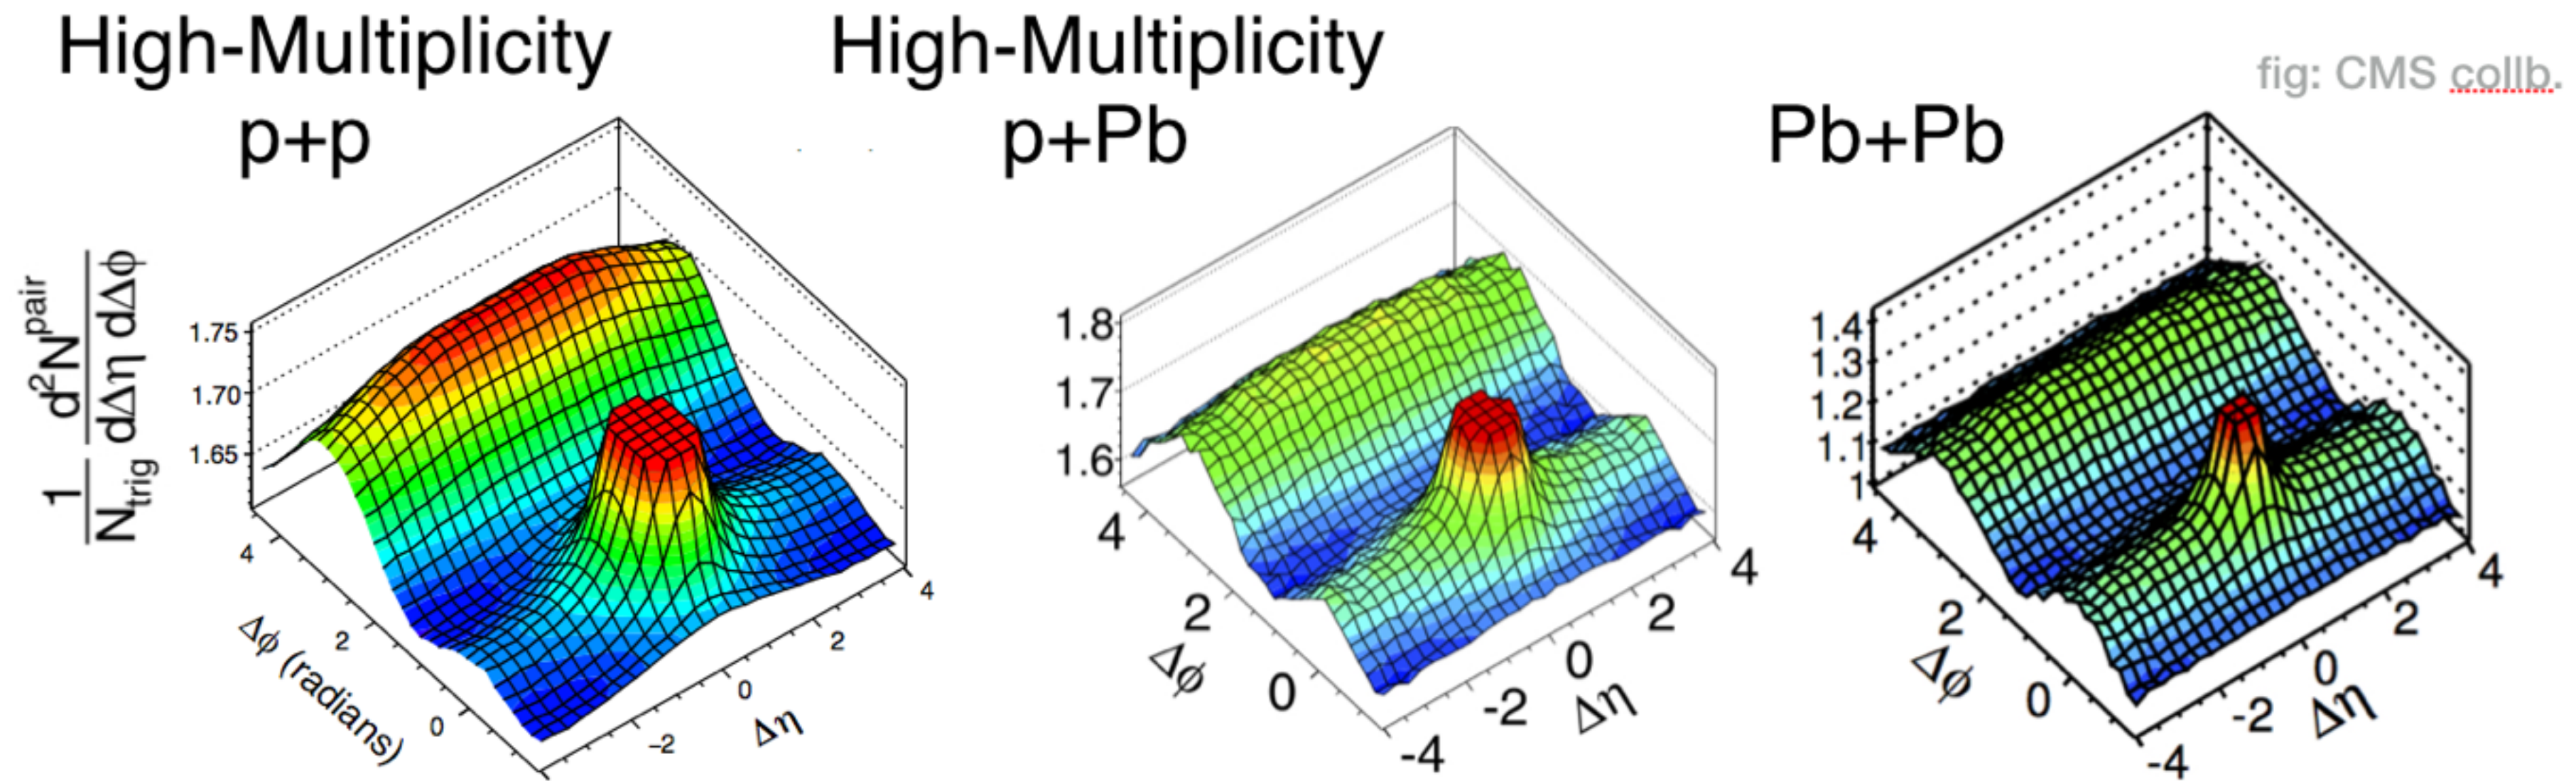 High-Multiplicity
p+p
High-Multiplicity
p+Pb
Pb+Pb
fig: CMS collb.
1
N_trig
d²N^pair
dΔη dΔϕ
1.75
1.70
1.65
4
2
0
Δϕ (radians)
−2
0
2
4
Δη
1.8
1.7
1.6
4
2
0
Δϕ
-4
-2
0
2
4
Δη
1.4
1.3
1.2
1.1
1
4
2
0
Δϕ
-4
-2
0
2
4
Δη